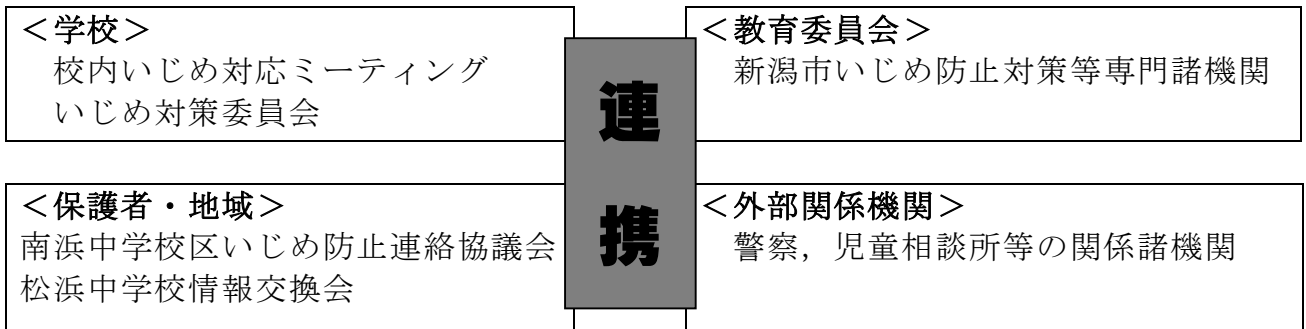 ＜学校＞
校内いじめ対応ミーティング
いじめ対策委員会
＜教育委員会＞
新潟市いじめ防止対策等専門諸機関
連
携
＜保護者・地域＞
南浜中学校区いじめ防止連絡協議会
松浜中学校情報交換会
＜外部関係機関＞
警察，児童相談所等の関係諸機関